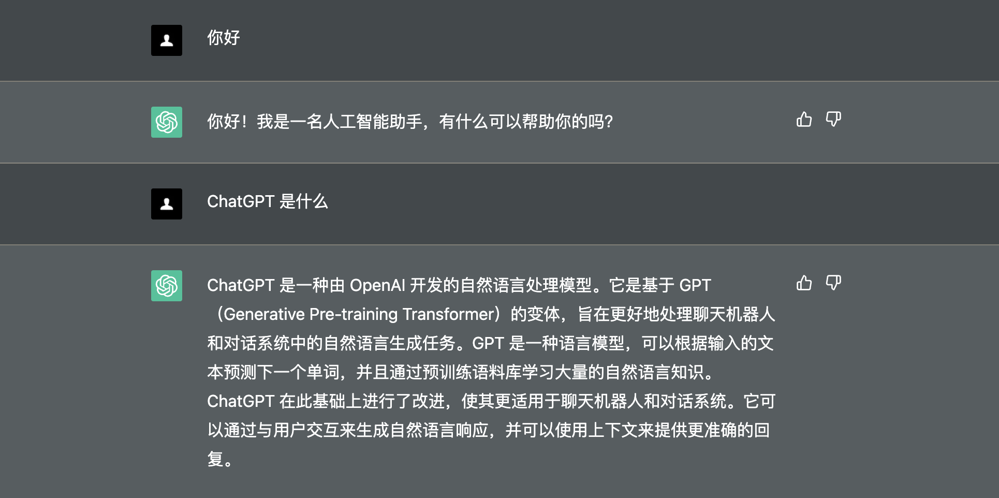 你好
你好！我是一名人工智能助手，有什么可以帮助你的吗？
ChatGPT 是什么
ChatGPT 是一种由 OpenAI 开发的自然语言处理模型。它是基于 GPT
（Generative Pre-training Transformer）的变体，旨在更好地处理聊天机器人
和对话系统中的自然语言生成任务。GPT 是一种语言模型，可以根据输入的文
本预测下一个单词，并且通过预训练语料库学习大量的自然语言知识。
ChatGPT 在此基础上进行了改进，使其更适用于聊天机器人和对话系统。它可
以通过与用户交互来生成自然语言响应，并可以使用上下文来提供更准确的回
复。